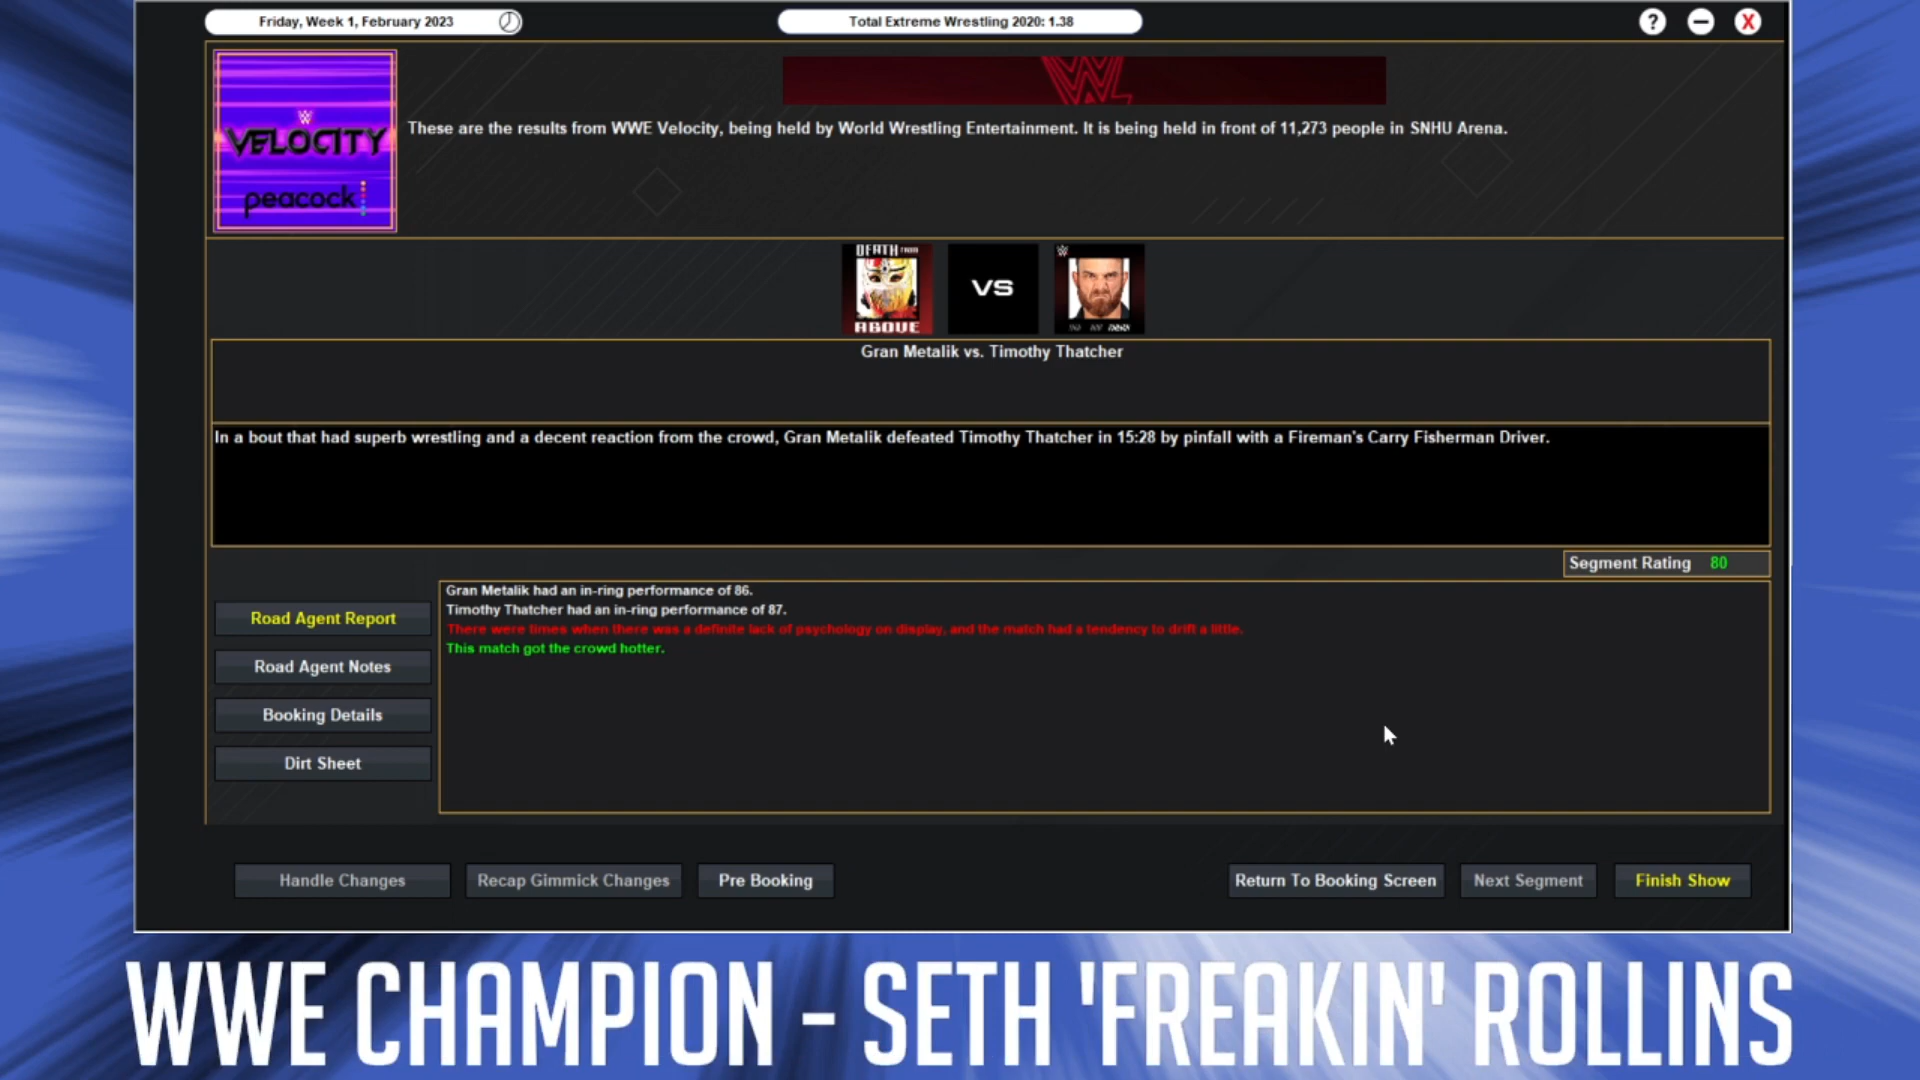 Friday, Week 1, February 2023
Total Extreme Wrestling 2020: 1.38
?
X
VELOCITY
peacock
These are the results from WWE Velocity, being held by World Wrestling Entertainment. It is being held in front of 11,273 people in SNHU Arena.
DEATH FROM
ABOVE
VS
Gran Metalik vs. Timothy Thatcher
In a bout that had superb wrestling and a decent reaction from the crowd, Gran Metalik defeated Timothy Thatcher in 15:28 by pinfall with a Fireman's Carry Fisherman Driver.
Segment Rating 80
Road Agent Report
Road Agent Notes
Booking Details
Dirt Sheet
Gran Metalik had an in-ring performance of 86.
Timothy Thatcher had an in-ring performance of 87.
There were times when there was a definite lack of psychology on display, and the match had a tendency to drift a little.
This match got the crowd hotter.
Handle Changes
Recap Gimmick Changes
Pre Booking
Return To Booking Screen
Next Segment
Finish Show
WWE CHAMPION - SETH 'FREAKIN' ROLLINS